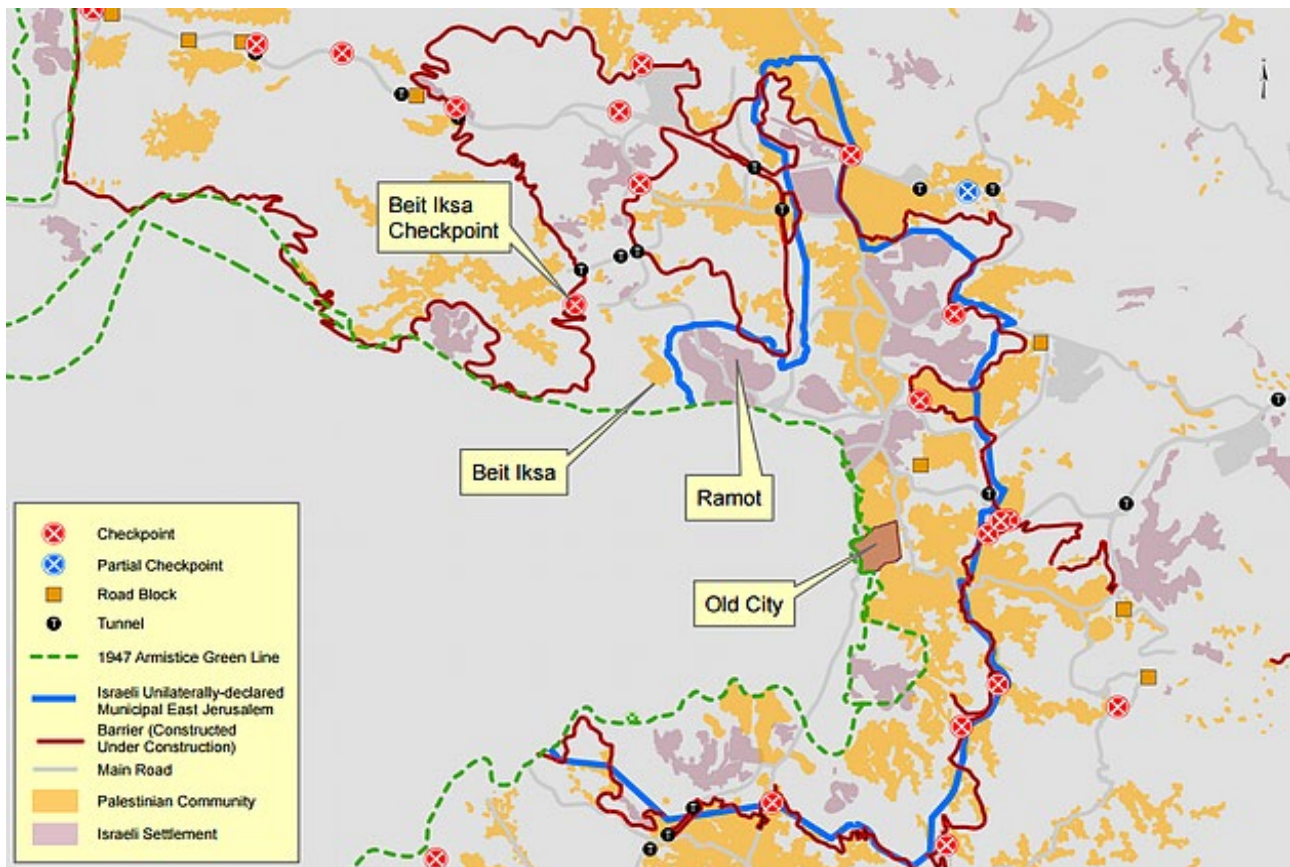 Beit Iksa
Checkpoint
Beit Iksa
Ramot
Old City
Checkpoint
Partial Checkpoint
Road Block
T
Tunnel
1947 Armistice Green Line
Israeli Unilaterally-declared
Municipal East Jerusalem
Barrier (Constructed
Under Construction)
Main Road
Palestinian Community
Israeli Settlement